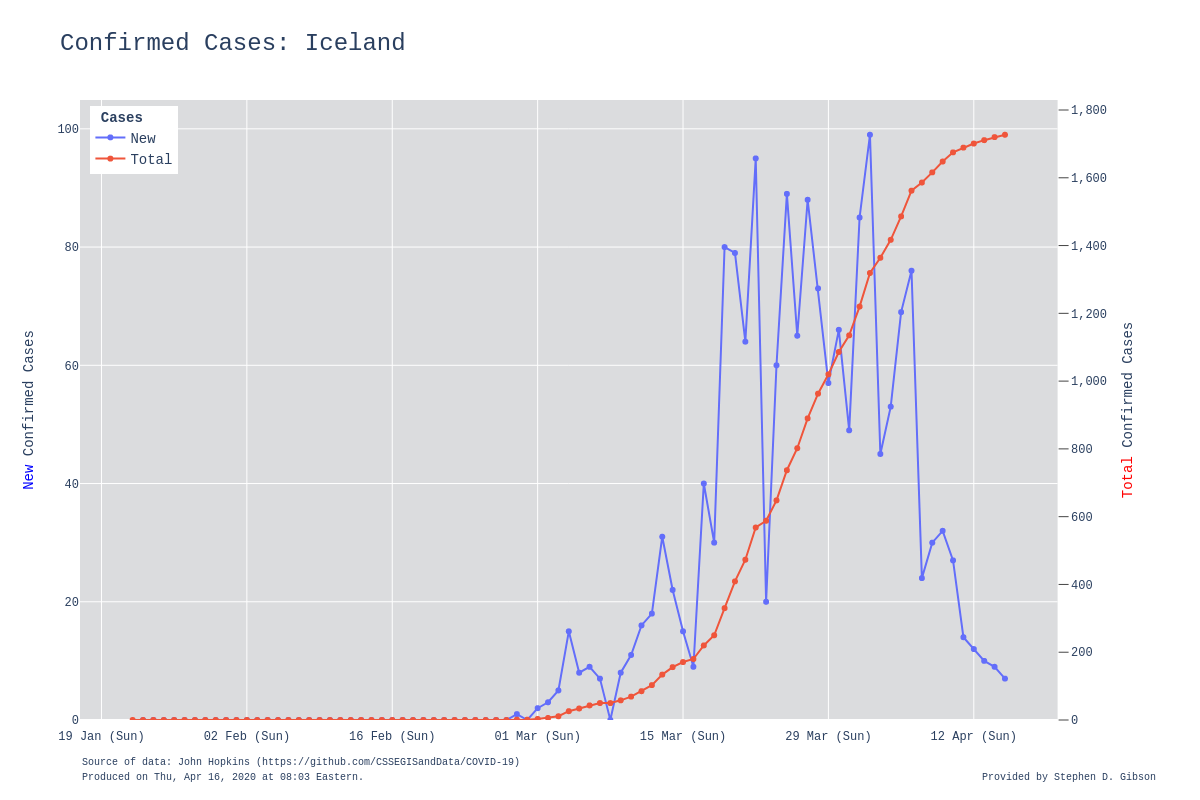 Confirmed Cases: Iceland
Cases
New
Total
100
80
60
40
20
0
New Confirmed Cases
1,800
1,600
1,400
1,200
1,000
800
600
400
200
0
Total Confirmed Cases
19 Jan (Sun) 02 Feb (Sun) 16 Feb (Sun) 01 Mar (Sun) 15 Mar (Sun) 29 Mar (Sun) 12 Apr (Sun)
Source of data: John Hopkins (https://github.com/CSSEGISandData/COVID-19)
Produced on Thu, Apr 16, 2020 at 08:03 Eastern.
Provided by Stephen D. Gibson